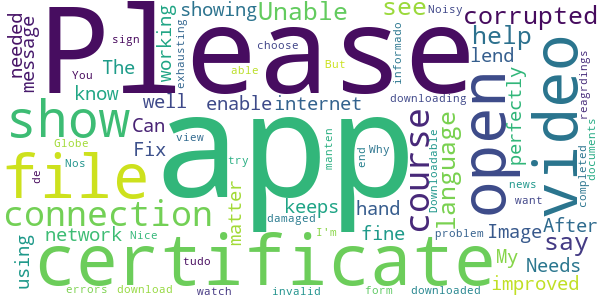 Please
app
certificate
file
show
open
Video
connection
course
language
corrupted
Unable
showing
see
Noisy
help
lend
needed
message
sign
You
The
working
exhausting
choose
able
But
informado
know
well
enable
internet
downloading
Can
Fix
view
try
manten
end
Why
Downloadable
perfectly
reagrdings
documents
completed
news
want
Globe
Nos
de
keeps
hand
damaged
I'm
matter
network
Nice
fine
problem
Image
After
say
My
Needs
improved
using
tudo
errors
download
watch
invalid
form
downloaded